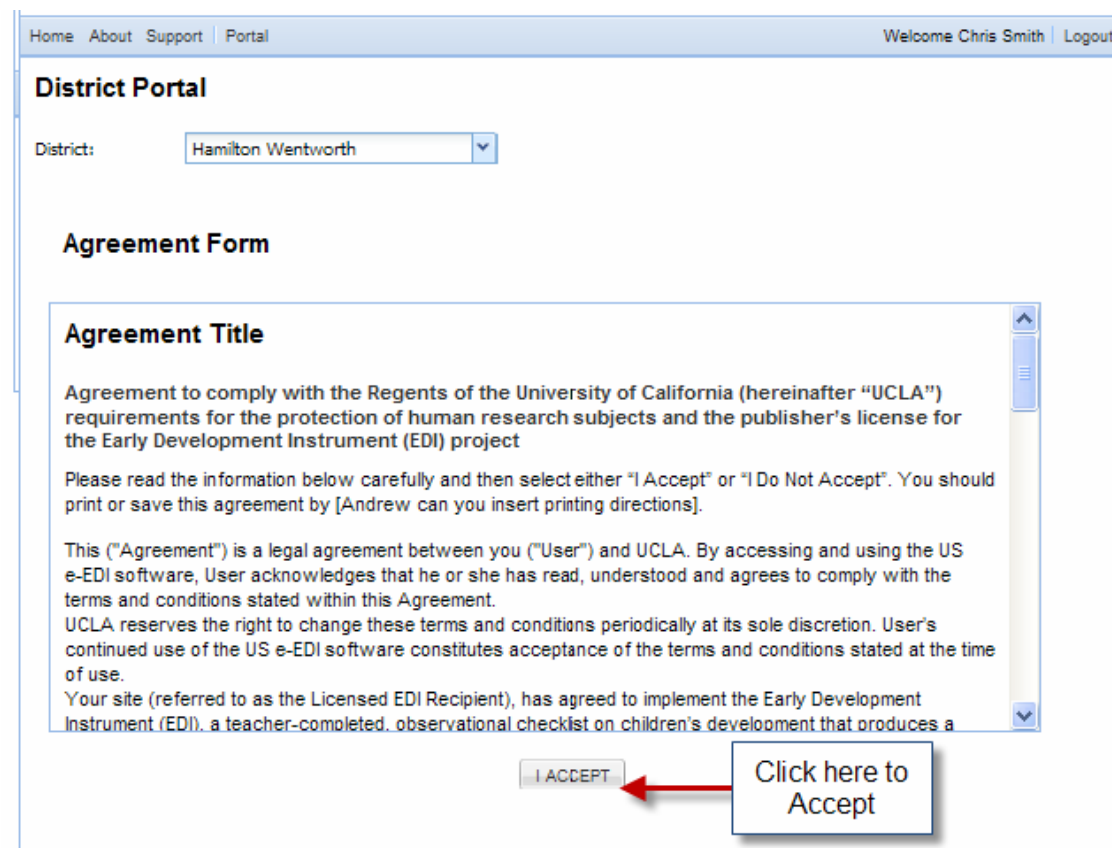 Home About Support Portal Welcome Chris Smith Logout
District Portal
District: Hamilton Wentworth
Agreement Form
Agreement Title
Agreement to comply with the Regents of the University of California (hereinafter “UCLA”)
requirements for the protection of human research subjects and the publisher’s license for
the Early Development Instrument (EDI) project
Please read the information below carefully and then select either “I Accept” or “I Do Not Accept”. You should
print or save this agreement by [Andrew can you insert printing directions].
This ("Agreement") is a legal agreement between you ("User") and UCLA. By accessing and using the US
e-EDI software, User acknowledges that he or she has read, understood and agrees to comply with the
terms and conditions stated within this Agreement.
UCLA reserves the right to change these terms and conditions periodically at its sole discretion. User’s
continued use of the US e-EDI software constitutes acceptance of the terms and conditions stated at the time
of use.
Your site (referred to as the Licensed EDI Recipient), has agreed to implement the Early Development
Instrument (EDI), a teacher-completed, observational checklist on children’s development that produces a
I ACCEPT
Click here to
Accept